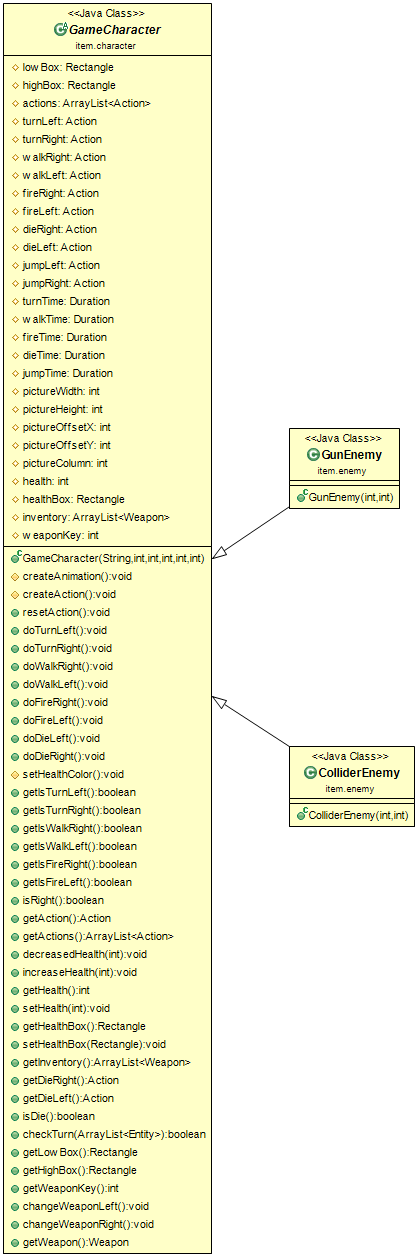 <<Java Class>>
GameCharacter
item.character
lowBox: Rectangle
highBox: Rectangle
actions: ArrayList<Action>
turnLeft: Action
turnRight: Action
walkRight: Action
walkLeft: Action
fireRight: Action
fireLeft: Action
dieRight: Action
dieLeft: Action
jumpLeft: Action
jumpRight: Action
turnTime: Duration
walkTime: Duration
fireTime: Duration
dieTime: Duration
jumpTime: Duration
pictureWidth: int
pictureHeight: int
pictureOffsetX: int
pictureOffsetY: int
pictureColumn: int
health: int
healthBox: Rectangle
inventory: ArrayList<Weapon>
weaponKey: int
GameCharacter(String,int,int,int,int,int)
createAnimation():void
createAction():void
resetAction():void
doTurnLeft():void
doTurnRight():void
doWalkRight():void
doWalkLeft():void
doFireRight():void
doFireLeft():void
doDieLeft():void
doDieRight():void
setHealthColor():void
getIsTurnLeft():boolean
getIsTurnRight():boolean
getIsWalkRight():boolean
getIsWalkLeft():boolean
getIsFireRight():boolean
getIsFireLeft():boolean
isRight():boolean
getAction():Action
getActions():ArrayList<Action>
decreasedHealth(int):void
increaseHealth(int):void
getHealth():int
setHealth(int):void
getHealthBox():Rectangle
setHealthBox(Rectangle):void
getInventory():ArrayList<Weapon>
getDieRight():Action
getDieLeft():Action
isDie():boolean
checkTurn(ArrayList<Entity>):boolean
getLowBox():Rectangle
getHighBox():Rectangle
getWeaponKey():int
changeWeaponLeft():void
changeWeaponRight():void
getWeapon():Weapon
<<Java Class>>
GunEnemy
item.enemy
GunEnemy(int,int)
<<Java Class>>
ColliderEnemy
item.enemy
ColliderEnemy(int,int)